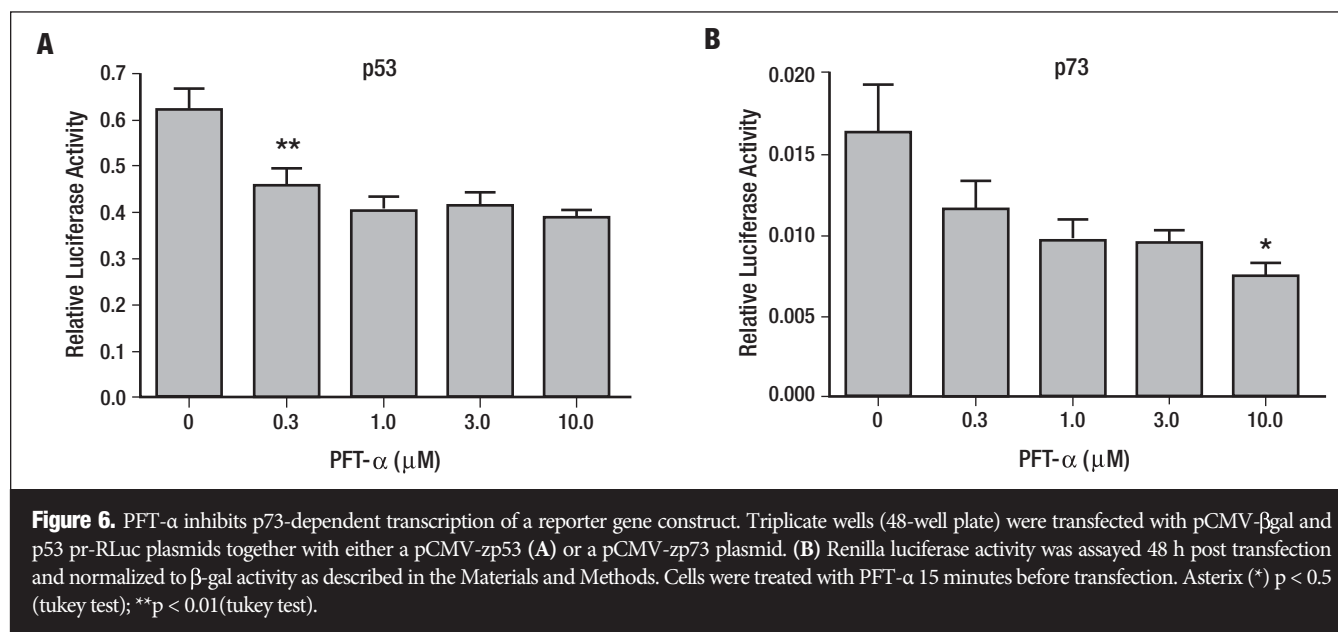 A
p53
0.7
0.6
0.5
0.4
0.3
0.2
0.1
0.0
Relative Luciferase Activity
**
0
0.3
1.0
3.0
10.0
PFT-α (μM)
B
p73
0.020
0.015
0.010
0.005
0.000
Relative Luciferase Activity
*
0
0.3
1.0
3.0
10.0
PFT-α (μM)
Figure 6. PFT-α inhibits p73-dependent transcription of a reporter gene construct. Triplicate wells (48-well plate) were transfected with pCMV-βgal and
p53 pr-RLuc plasmids together with either a pCMV-zp53 (A) or a pCMV-zp73 plasmid. (B) Renilla luciferase activity was assayed 48 h post transfection
and normalized to β-gal activity as described in the Materials and Methods. Cells were treated with PFT-α 15 minutes before transfection. Asterix (*) p < 0.5
(tukey test); **p < 0.01(tukey test).